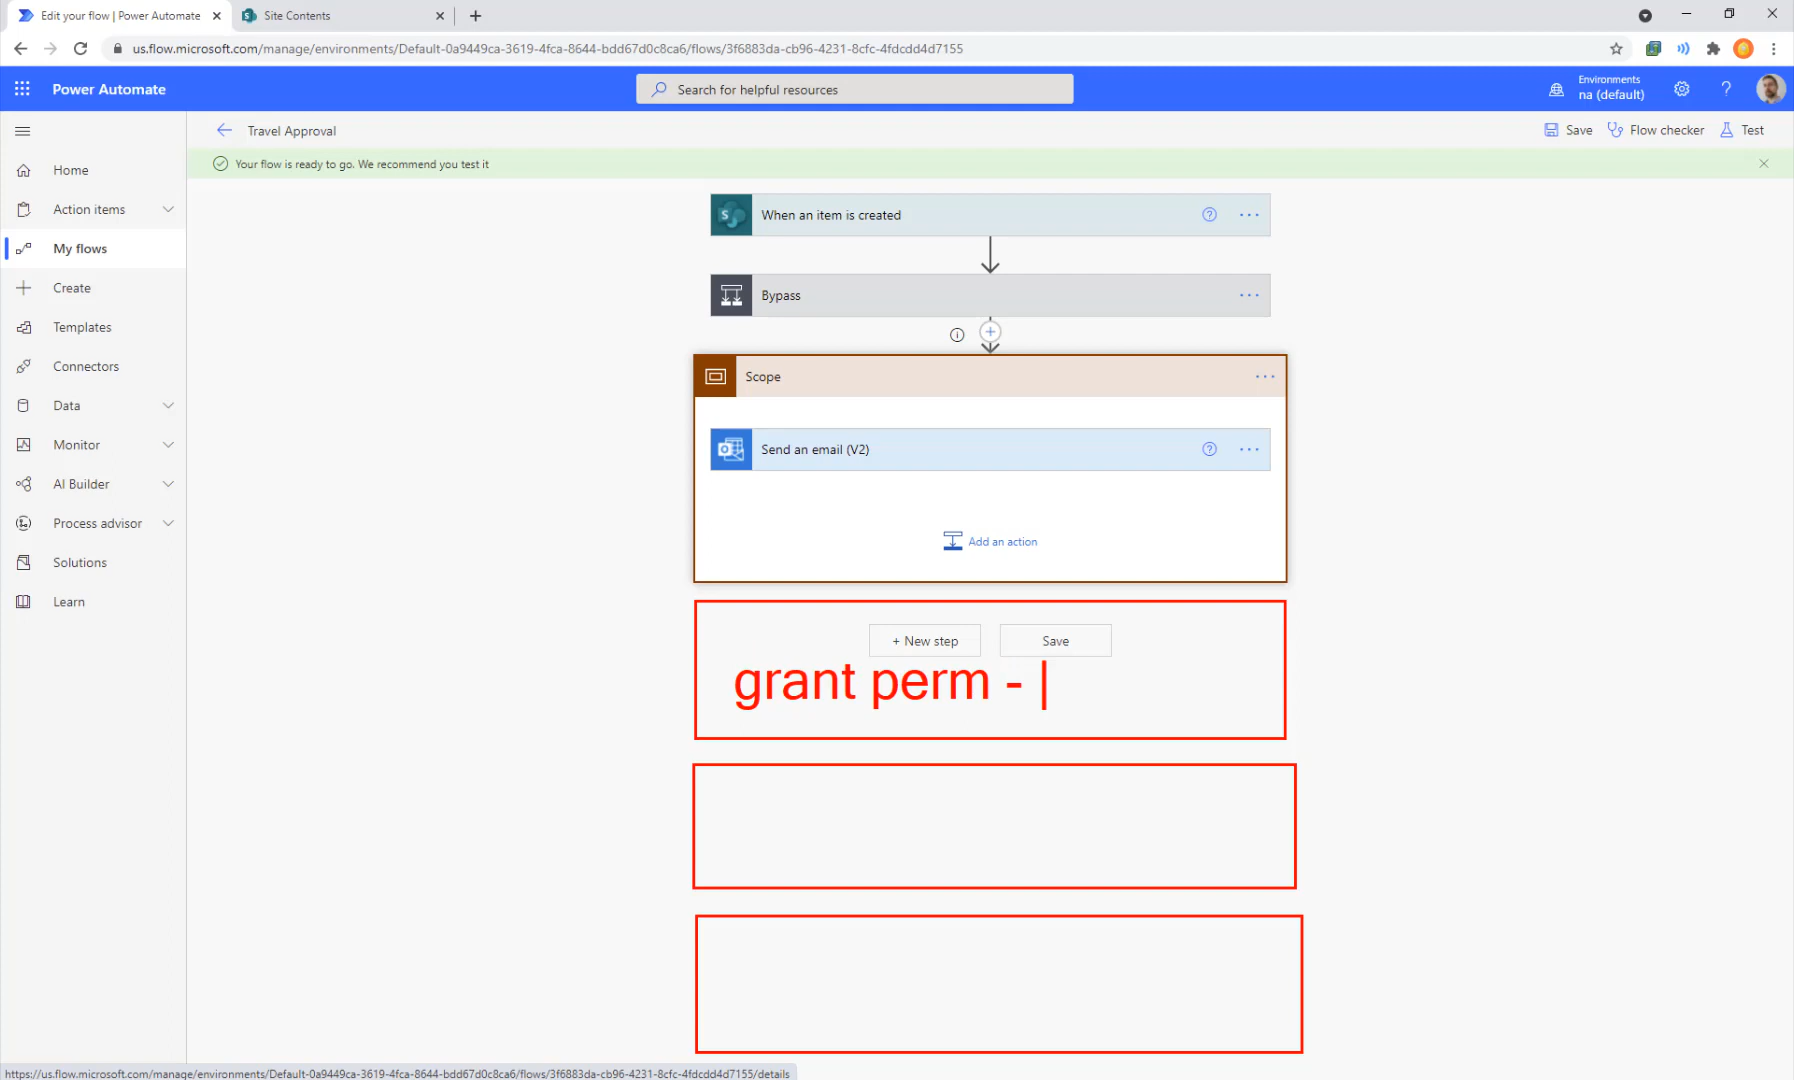 Edit your flow | Power Automate
Site Contents
us.flow.microsoft.com/manage/environments/Default-0a9449ca-3619-4fca-8644-bdd67d0c8ca6/flows/3f6883da-cb96-4231-8cfc-4fdcdd4d7155
Power Automate
Search for helpful resources
Environments
na (default)
Travel Approval
Save
Flow checker
Test
Your flow is ready to go. We recommend you test it
Home
Action items
My flows
Create
Templates
Connectors
Data
Monitor
AI Builder
Process advisor
Solutions
Learn
When an item is created
Bypass
Scope
Send an email (V2)
Add an action
+ New step
Save
grant perm -
https://us.flow.microsoft.com/manage/environments/Default-0a9449ca-3619-4fca-8644-bdd67d0c8ca6/flows/3f6883da-cb96-4231-8cfc-4fdcdd4d7155/details